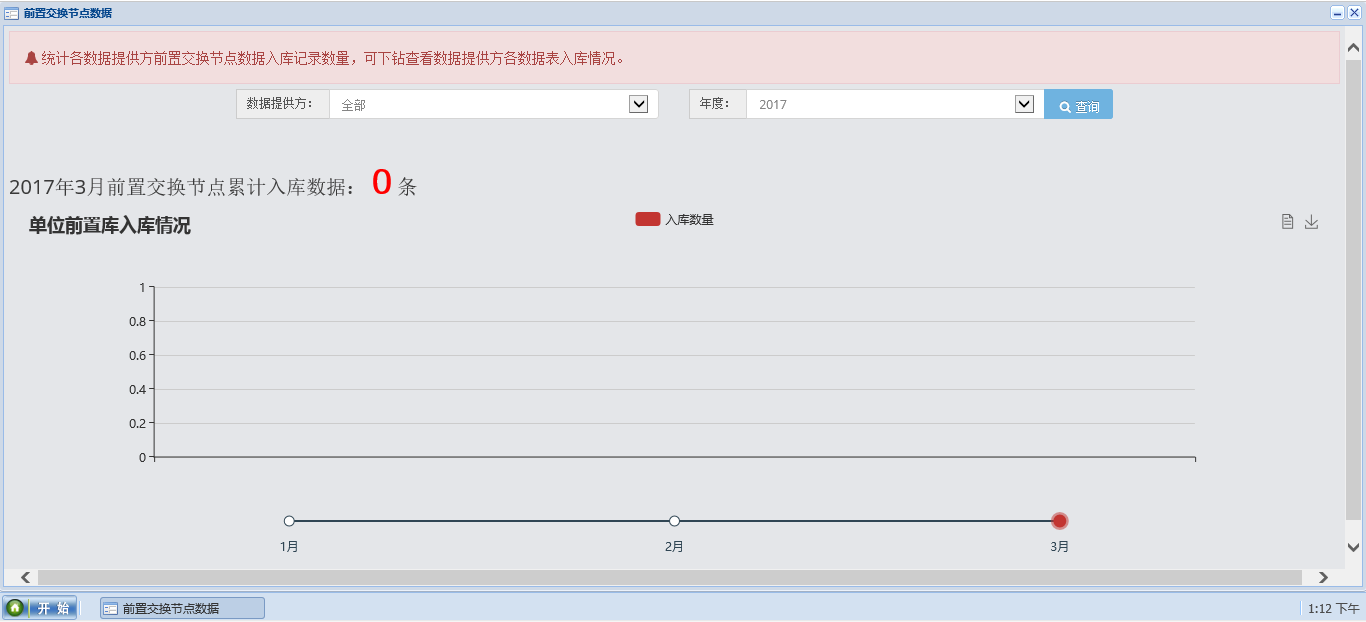 前置交换节点数据
统计各数据提供方前置交换节点数据入库记录数量，可下钻查看数据提供方各数据表入库情况。
数据提供方： 全部 年度： 2017 查询
2017年3月前置交换节点累计入库数据： 0 条
单位前置库入库情况
入库数量
1
0.8
0.6
0.4
0.2
0
1月 2月 3月
开 始 前置交换节点数据 1:12 下午